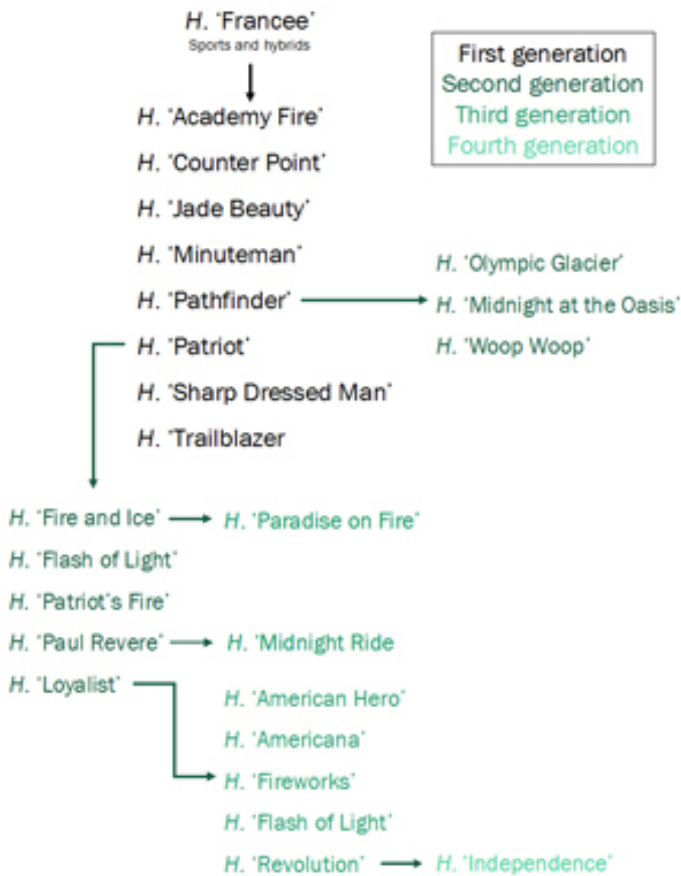 H. ‘Francee’
Sports and hybrids
First generation
Second generation
Third generation
Fourth generation
H. ‘Academy Fire’
H. ‘Counter Point’
H. ‘Jade Beauty’
H. ‘Minuteman’
H. ‘Pathfinder’
H. ‘Patriot’
H. ‘Sharp Dressed Man’
H. ‘Trailblazer
H. ‘Olympic Glacier’
H. ‘Midnight at the Oasis’
H. ‘Woop Woop’
H. ‘Fire and Ice’
H. ‘Paradise on Fire’
H. ‘Flash of Light’
H. ‘Patriot’s Fire’
H. ‘Paul Revere’
H. ‘Midnight Ride
H. ‘Loyalist’
H. ‘American Hero’
H. ‘Americana’
H. ‘Fireworks’
H. ‘Flash of Light’
H. ‘Revolution’
H. ‘Independence’